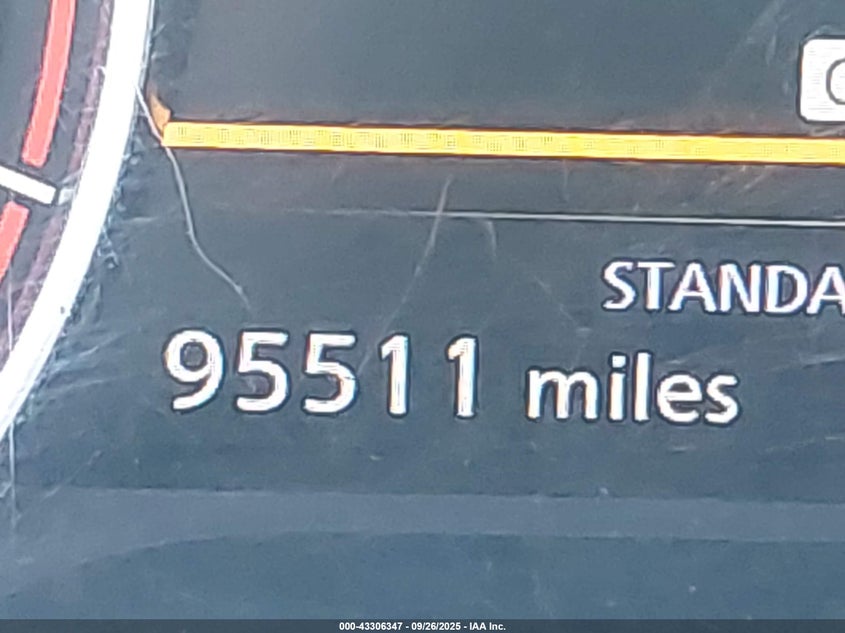 STANDA
95511 miles
000-43306347 - 09/26/2025 - IAA Inc.